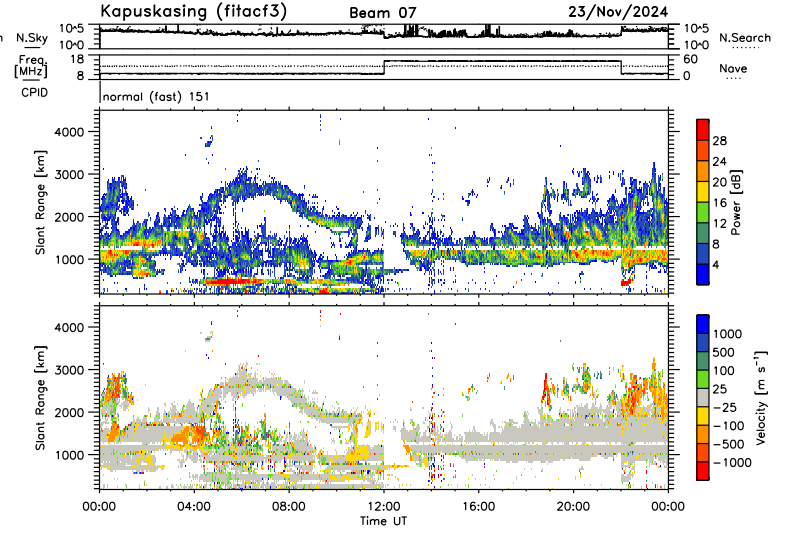 Kapuskasing (fitacf3)
Beam 07
23/Nov/2024
N.Sky
10^5
10^0
10^5
10^0
N.Search
Freq.
[MHz]
18
8
60
0
Nave
CPID
normal (fast) 151
Slant Range [km]
4000
3000
2000
1000
28
24
20
16
12
8
4
Power [dB]
Slant Range [km]
4000
3000
2000
1000
1000
500
100
25
-25
-100
-500
-1000
Velocity [m s⁻¹]
00:00
04:00
08:00
12:00
16:00
20:00
00:00
Time UT